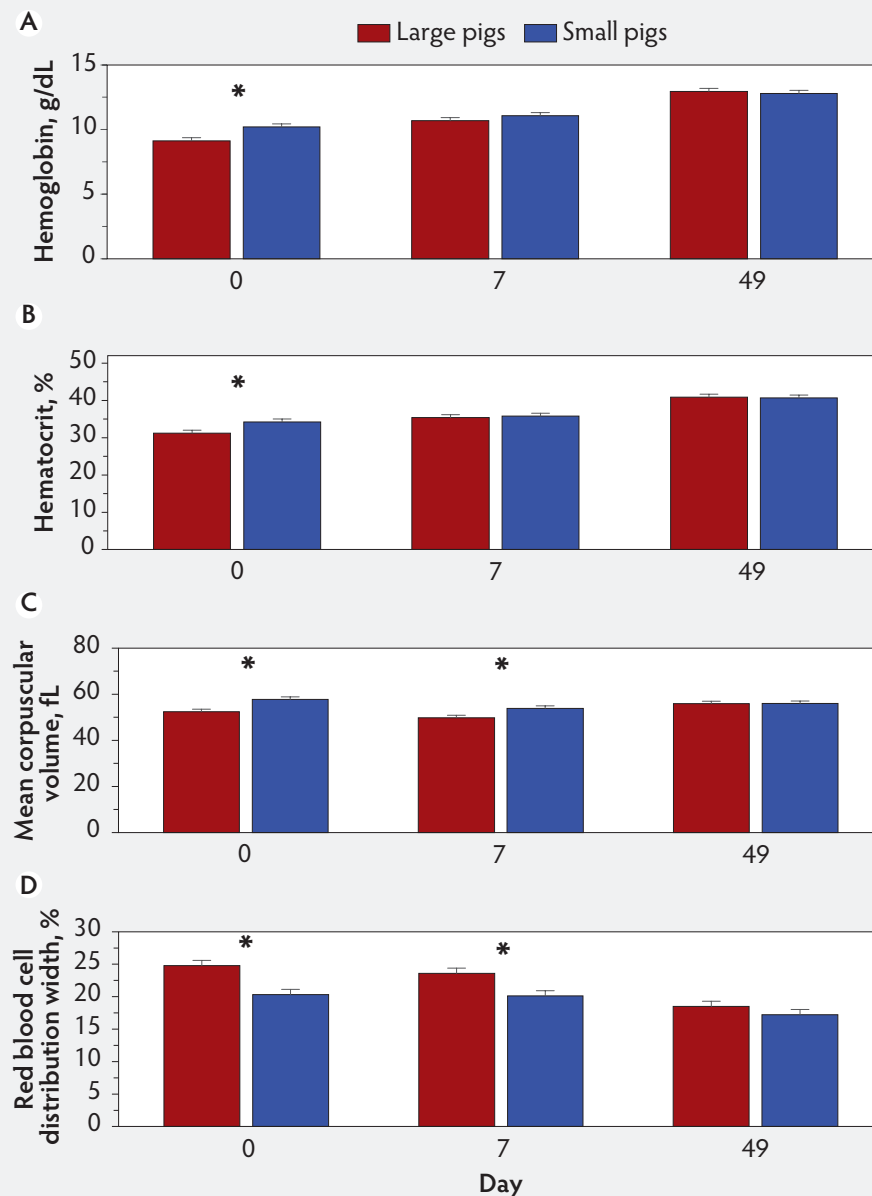 A
Large pigs Small pigs
Hemoglobin, g/dL
15
10
5
0
*
0 7 49
B
Hematocrit, %
50
40
30
20
10
0
*
0 7 49
C
Mean corpuscular
volume, fL
80
60
40
20
0
* *
0 7 49
D
Red blood cell
distribution width, %
30
25
20
15
10
5
0
* *
0 7 49
Day